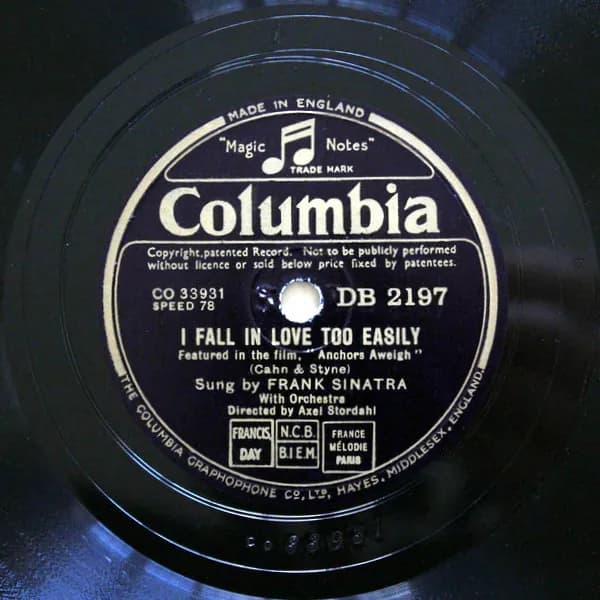 MADE IN ENGLAND
"Magic Notes"
TRADE MARK
Columbia
Copyright, patented Record. Not to be publicly performed
without licence or sold below price fixed by patentees.
CO 33931
SPEED 78
DB 2197
I FALL IN LOVE TOO EASILY
Featured in the film, "Anchors Aweigh"
(Cahn & Styne)
Sung by FRANK SINATRA
With Orchestra
Directed by Axel Stordahl
FRANCIS, DAY
N.C.B.
B.I.E.M.
FRANCE
MÉLODIE
PARIS
THE COLUMBIA GRAPHOPHONE CO., LTD., HAYES, MIDDLESEX, ENGLAND.
C.O. 33931